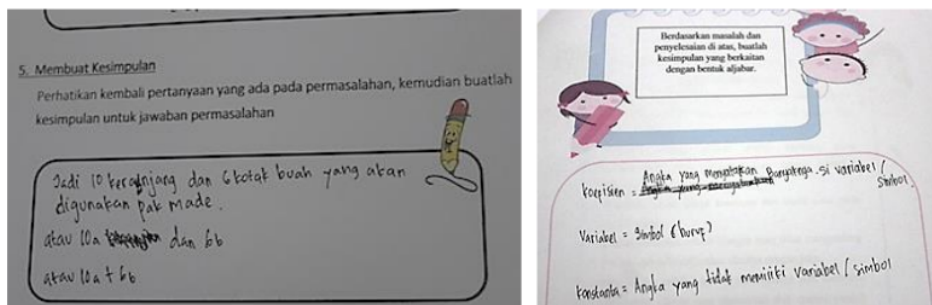 5. Membuat Kesimpulan
Perhatikan kembali pertanyaan yang ada pada permasalahan, kemudian buatlah
kesimpulan untuk jawaban permasalahan
Jadi 10 keranjang dan 6 kotak buah yang akan
digunakan pak made.
atau 10a dan 6b
atau 10a + 6b
Berdasarkan masalah dan
penyelesaian di atas, buatlah
kesimpulan yang berkaitan
dengan bentuk aljabar.
Koepisien = Angka yang menyatakan Banyaknya si variabel /
simbol.
Variabel = Simbol (huruf)
Konstanta = Angka yang tidak memiliki variabel / simbol